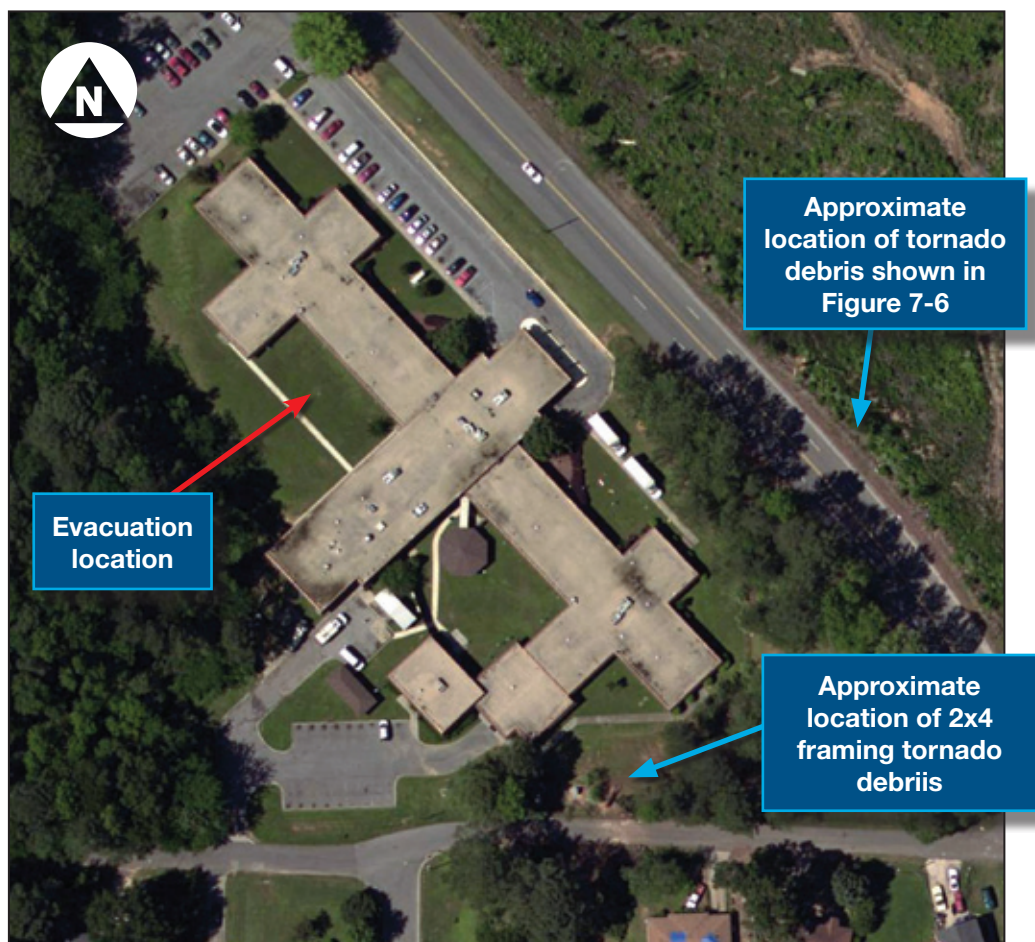 N
Approximate
location of tornado
debris shown in
Figure 7-6
Evacuation
location
Approximate
location of 2x4
framing tornado
debriis